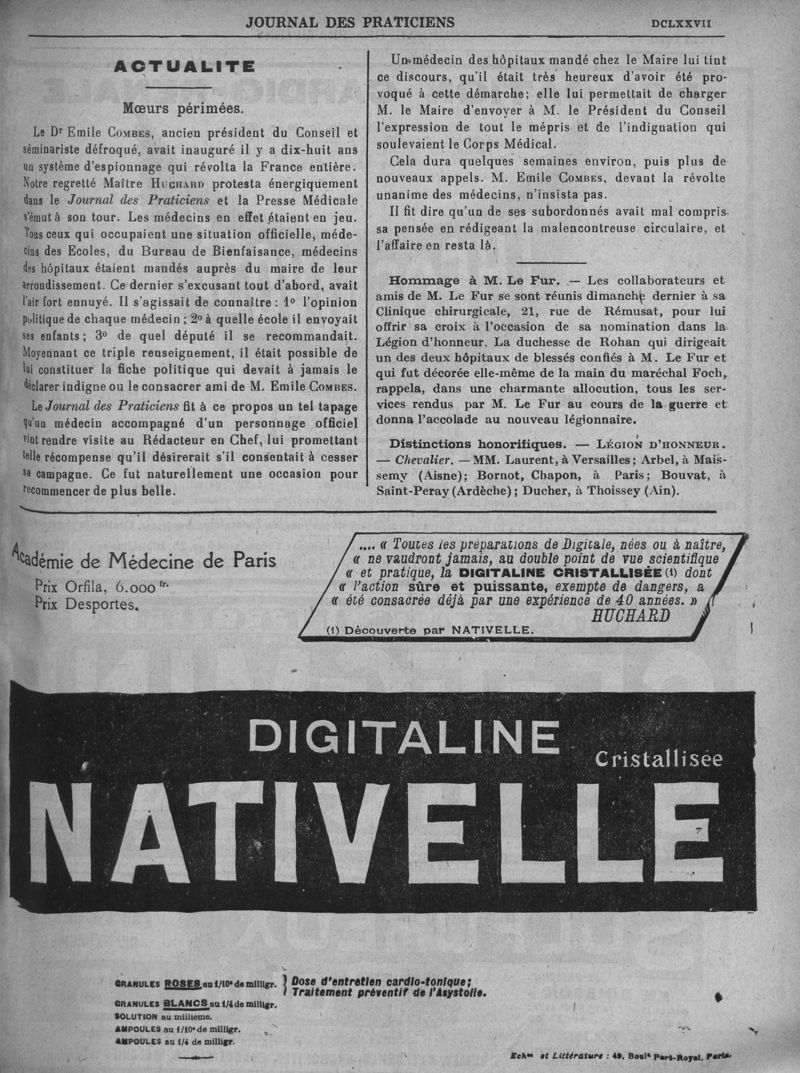 JOURNAL DES PRATICIENS
DCLXXVII
ACTUALITE
Mœurs périmées.
Le Dr Emile COMBES, ancien président du Conseil et
séminariste défroqué, avait inauguré il y a dix-huit ans
un système d'espionnage qui révolta la France entière.
Notre regretté Maître HUCHARD protesta énergiquement
dans le Journal des Praticiens et la Presse Médicale
s'émut à son tour. Les médecins en effet étaient en jeu.
Tous ceux qui occupaient une situation officielle, méde-
cins des Ecoles, du Bureau de Bienfaisance, médecins
des hôpitaux étaient mandés auprès du maire de leur
arrondissement. Ce dernier s'excusant tout d'abord, avait
l'air fort ennuyé. Il s'agissait de connaître : 1º l'opinion
politique de chaque médecin ; 2º à quelle école il envoyait
ses enfants ; 3º de quel député il se recommandait.
Moyennant ce triple renseignement, il était possible de
lui constituer la fiche politique qui devait à jamais le
déclarer indigne ou le consacrer ami de M. Emile COMBES.
Le Journal des Praticiens fit à ce propos un tel tapage
qu'un médecin accompagné d'un personnage officiel
vint rendre visite au Rédacteur en Chef, lui promettant
telle récompense qu'il désirerait s'il consentait à cesser
sa campagne. Ce fut naturellement une occasion pour
recommencer de plus belle.
Un médecin des hôpitaux mandé chez le Maire lui tint
ce discours, qu'il était très heureux d'avoir été pro-
voqué à cette démarche; elle lui permettait de charger
M. le Maire d'envoyer à M. le Président du Conseil
l'expression de tout le mépris et de l'indignation qui
soulevaient le Corps Médical.
Cela dura quelques semaines environ, puis plus de
nouveaux appels. M. Emile COMBES, devant la révolte
unanime des médecins, n'insista pas.
Il fit dire qu'un de ses subordonnés avait mal compris
sa pensée en rédigeant la malencontreuse circulaire, et
l'affaire en resta là.
Hommage à M. Le Fur. — Les collaborateurs et
amis de M. Le Fur se sont réunis dimanche dernier à sa
Clinique chirurgicale, 21, rue de Rémusat, pour lui
offrir sa croix à l'occasion de sa nomination dans la
Légion d'honneur. La duchesse de Rohan qui dirigeait
un des deux hôpitaux de blessés confiés à M. Le Fur et
qui fut décorée elle-même de la main du maréchal Foch,
rappela, dans une charmante allocution, tous les ser-
vices rendus par M. Le Fur au cours de la guerre et
donna l'accolade au nouveau légionnaire.
Distinctions honorifiques. — LÉGION D'HONNEUR.
— Chevalier. — MM. Laurent, à Versailles ; Arbel, à Mais-
semy (Aisne); Bornot, Chapon, à Paris; Bouvat, à
Saint-Peray (Ardèche) ; Ducher, à Thoissey (Ain).
Académie de Médecine de Paris
Prix Orfila, 6.000 fr.
Prix Desportes.
.... « Toutes les préparations de Digitale, nées ou à naître,
« ne vaudront jamais, au double point de vue scientifique
« et pratique, la DIGITALINE CRISTALLISÉE (1) dont
« l'action sûre et puissante, exempte de dangers, a
« été consacrée déjà par une expérience de 40 années. »
HUCHARD
(1) Découverte par NATIVELLE.
DIGITALINE
Cristallisée
NATIVELLE
GRANULES ROSES au 1/10e de milligr. } Dose d'entretien cardio-tonique;
Traitement préventif de l'Asystolie.
GRANULES BLANCS au 1/4 de milligr.
SOLUTION au millième.
AMPOULES au 1/10e de milligr.
AMPOULES au 1/4 de milligr.
Echons et Littérature : 49, Bould Port-Royal, Paris.